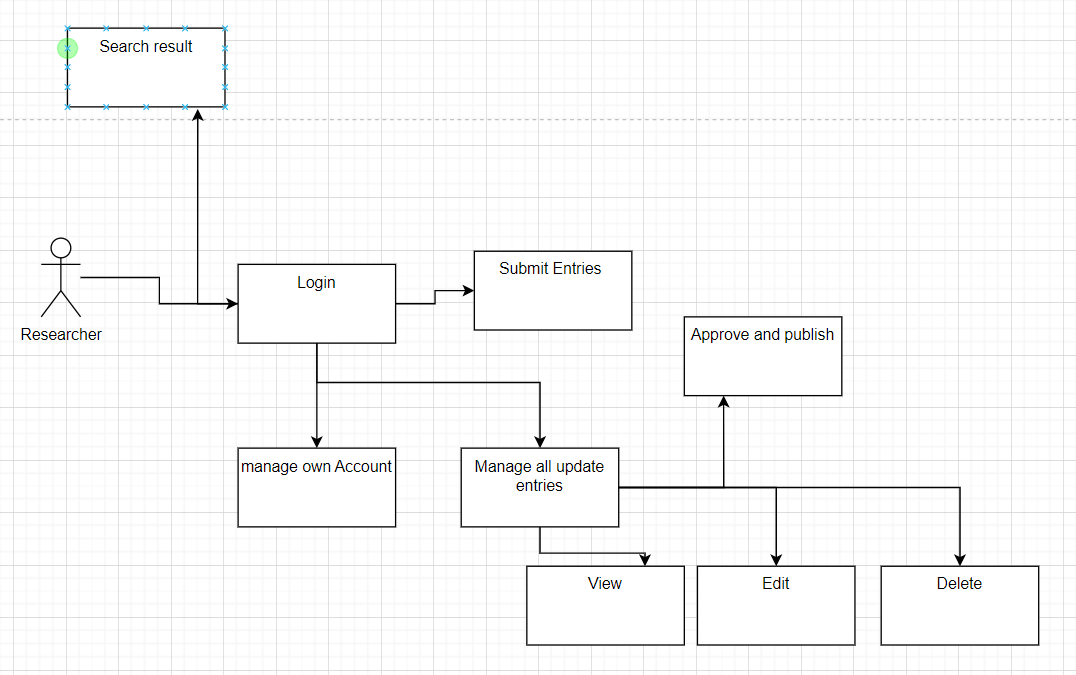 Search result
Researcher
Login
Submit Entries
Approve and publish
manage own Account
Manage all update
entries
View
Edit
Delete